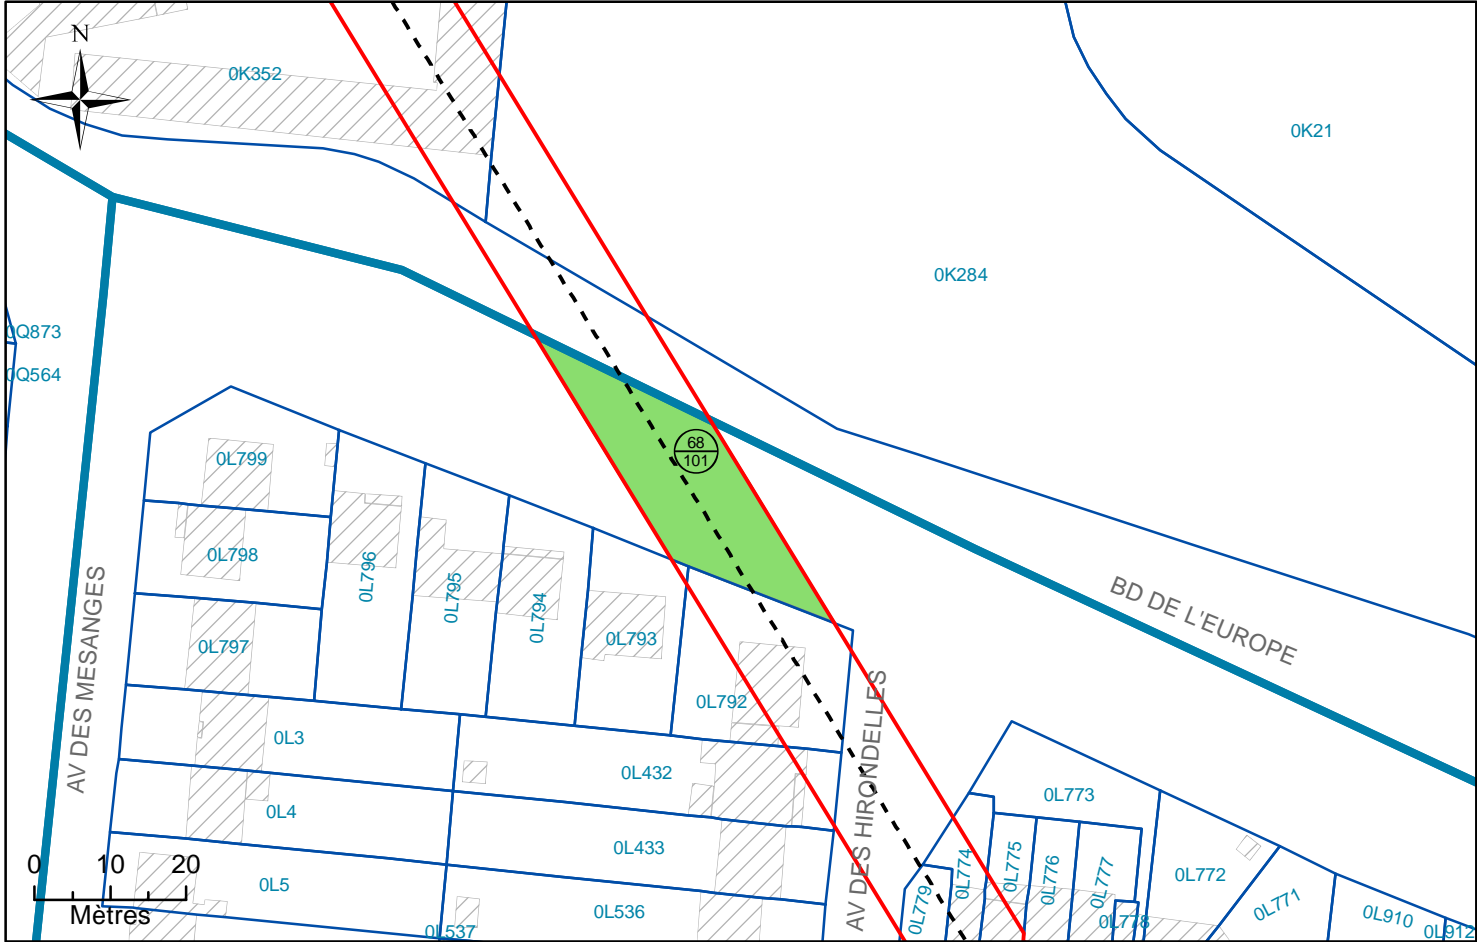 N
0K352
0K21
0K284
0Q873
0Q564
68
101
0L799
0L798
0L796
0L795
0L794
0L793
0L797
0L792
BD DE L'EUROPE
AV DES MESANGES
AV DES HIRONDELLES
0L3
0L432
0L773
0L4
0L433
0L774
0L775
0L776
0L777
0L772
0L5
0L536
0L779
0L778
0L771
0L910
0L912
0L537
0 10 20
Mètres